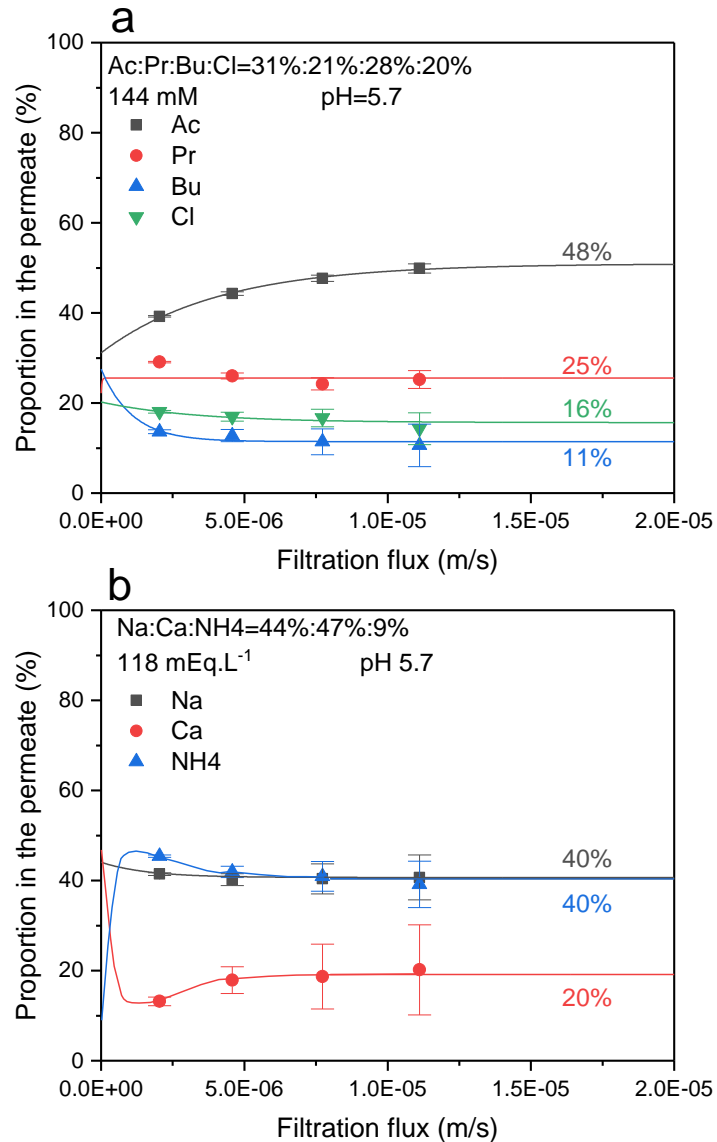 a
Ac:Pr:Bu:Cl=31%:21%:28%:20%
144 mM pH=5.7
Ac
Pr
Bu
Cl
48%
25%
16%
11%
100
80
60
40
20
0
Proportion in the permeate (%)
0.0E+00 5.0E-06 1.0E-05 1.5E-05 2.0E-05
Filtration flux (m/s)
b
Na:Ca:NH4=44%:47%:9%
118 mEq.L-1 pH 5.7
Na
Ca
NH4
40%
40%
20%
100
80
60
40
20
0
Proportion in the permeate (%)
0.0E+00 5.0E-06 1.0E-05 1.5E-05 2.0E-05
Filtration flux (m/s)